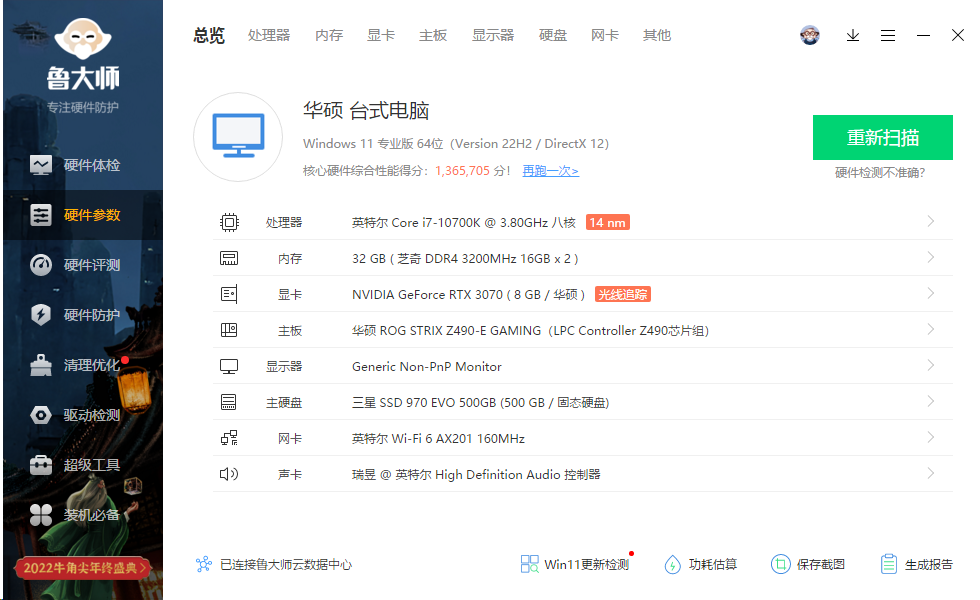 鲁大师
专注硬件防护
硬件体检
硬件参数
硬件评测
硬件防护
清理优化
驱动检测
超级工具
装机必备
2022牛角尖年终盛典>
总览 处理器 内存 显卡 主板 显示器 硬盘 网卡 其他
华硕 台式电脑
Windows 11 专业版 64位（Version 22H2 / DirectX 12）
核心硬件综合性能得分：1,365,705 分！ 再跑一次>
重新扫描
硬件检测不准确?
处理器 英特尔 Core i7-10700K @ 3.80GHz 八核 14 nm
内存 32 GB ( 芝奇 DDR4 3200MHz 16GB x 2 )
显卡 NVIDIA GeForce RTX 3070 ( 8 GB / 华硕 ) 光线追踪
主板 华硕 ROG STRIX Z490-E GAMING（LPC Controller Z490芯片组）
显示器 Generic Non-PnP Monitor
主硬盘 三星 SSD 970 EVO 500GB (500 GB / 固态硬盘)
网卡 英特尔 Wi-Fi 6 AX201 160MHz
声卡 瑞昱 @ 英特尔 High Definition Audio 控制器
已连接鲁大师云数据中心 Win11更新检测 功耗估算 保存截图 生成报告